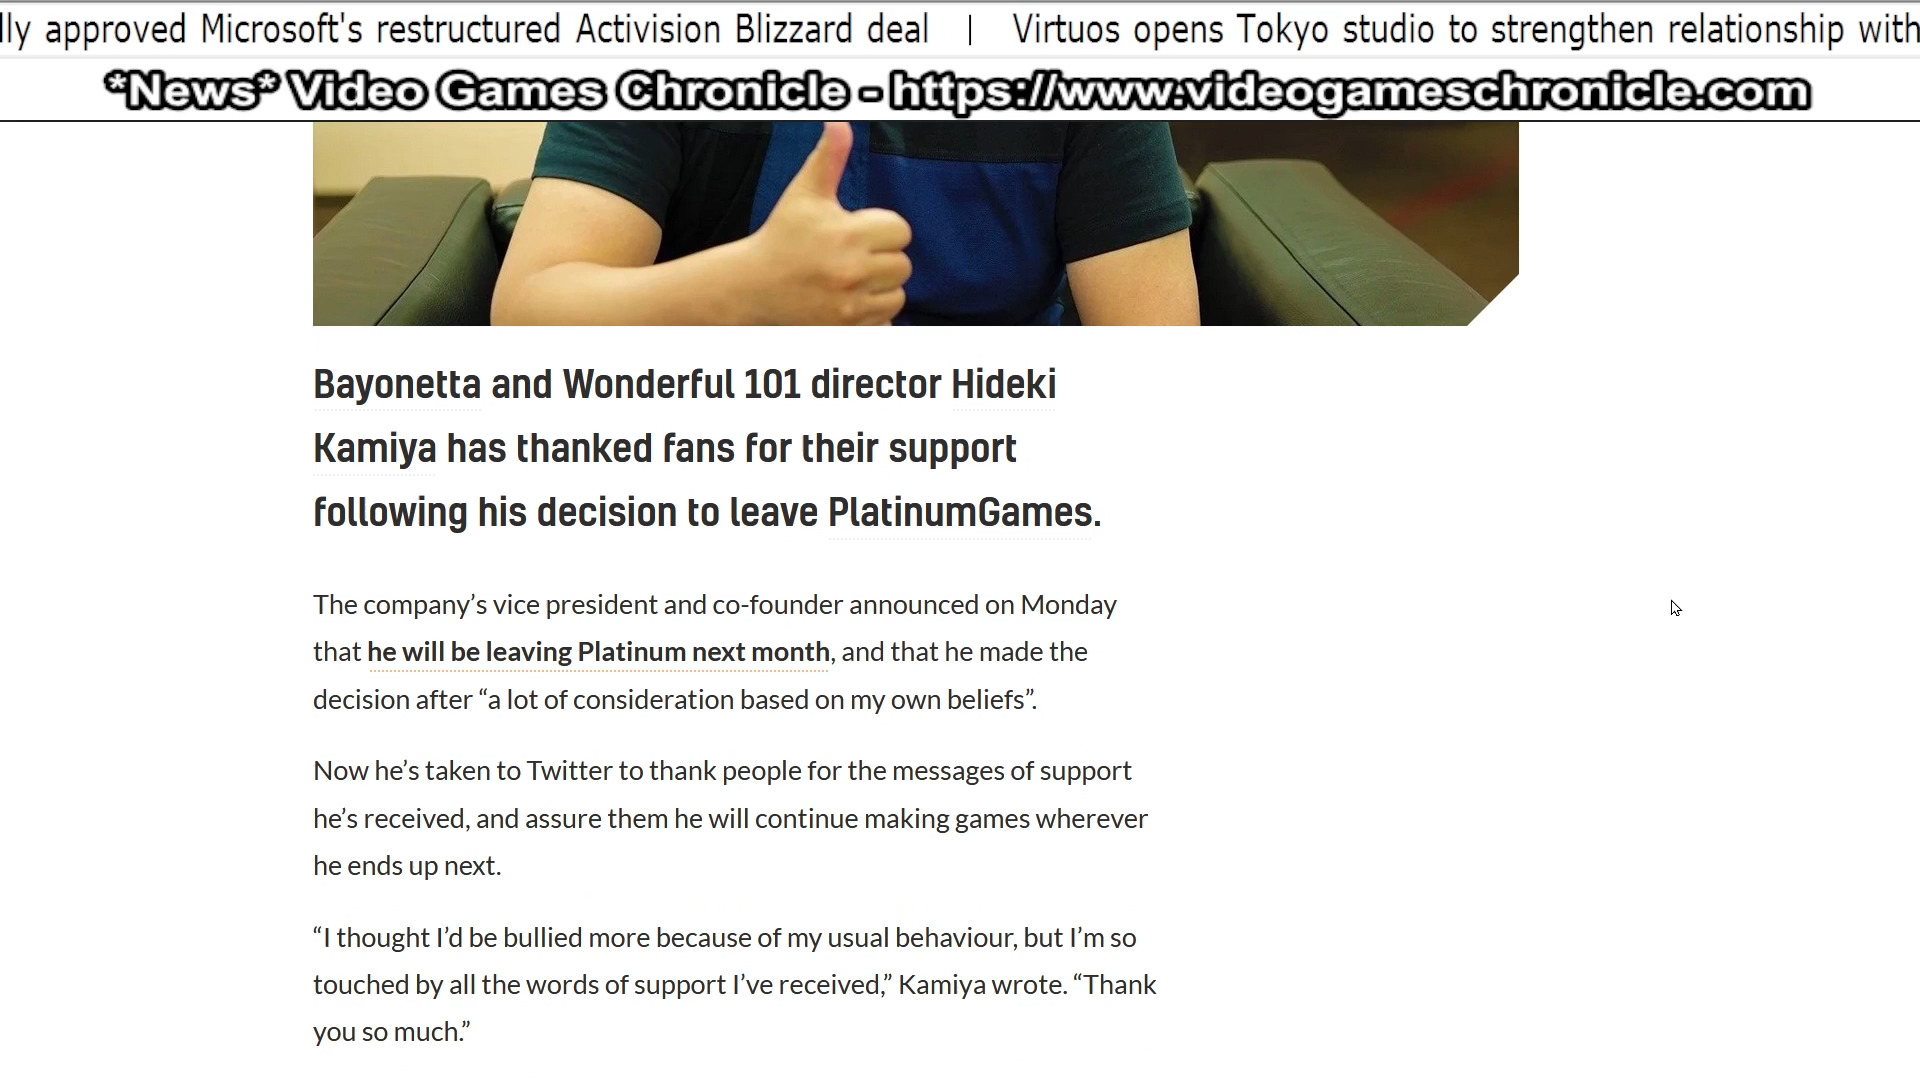 lly approved Microsoft's restructured Activision Blizzard deal | Virtuos opens Tokyo studio to strengthen relationship with
*News* Video Games Chronicle - https://www.videogameschronicle.com
Bayonetta and Wonderful 101 director Hideki
Kamiya has thanked fans for their support
following his decision to leave PlatinumGames.
The company’s vice president and co-founder announced on Monday
that he will be leaving Platinum next month, and that he made the
decision after “a lot of consideration based on my own beliefs”.
Now he’s taken to Twitter to thank people for the messages of support
he’s received, and assure them he will continue making games wherever
he ends up next.
“I thought I’d be bullied more because of my usual behaviour, but I’m so
touched by all the words of support I’ve received,” Kamiya wrote. “Thank
you so much.”